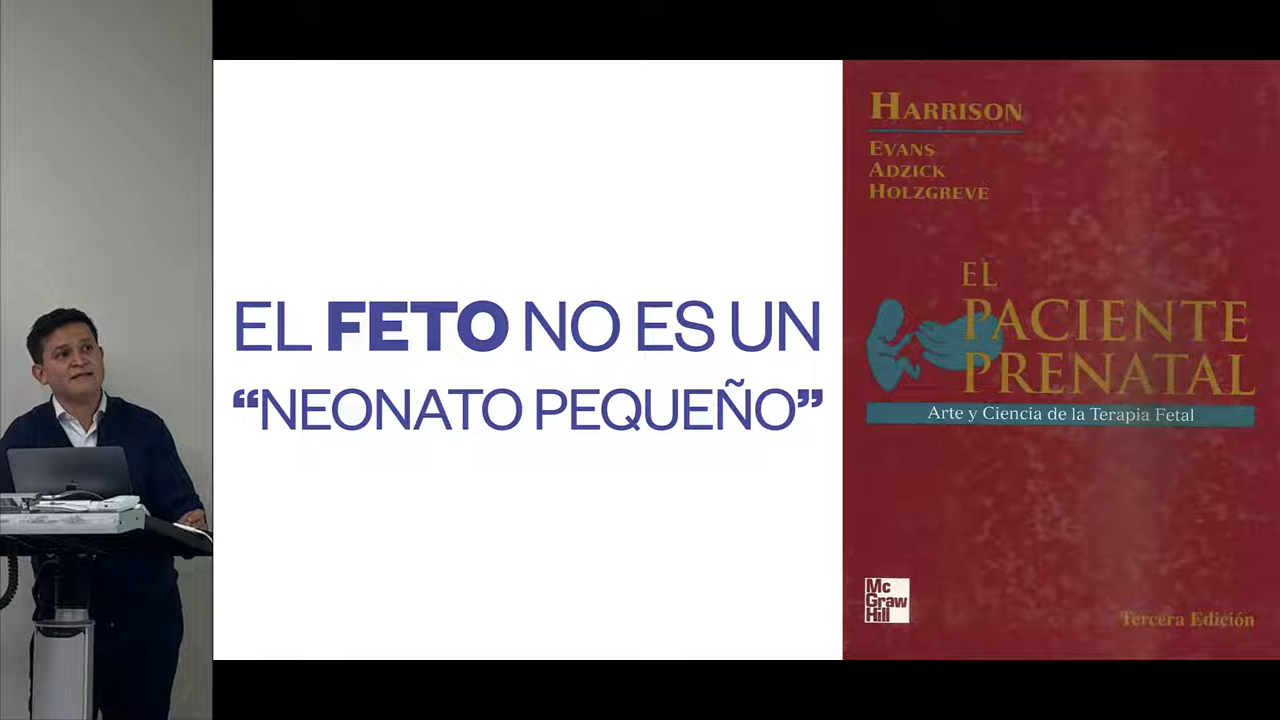 EL FETO NO ES UN
“NEONATO PEQUEÑO”
HARRISON
EVANS
ADZICK
HOLZGREVE
EL
PACIENTE
PRENATAL
Arte y Ciencia de la Terapia Fetal
Mc
Graw
Hill
Tercera Edición